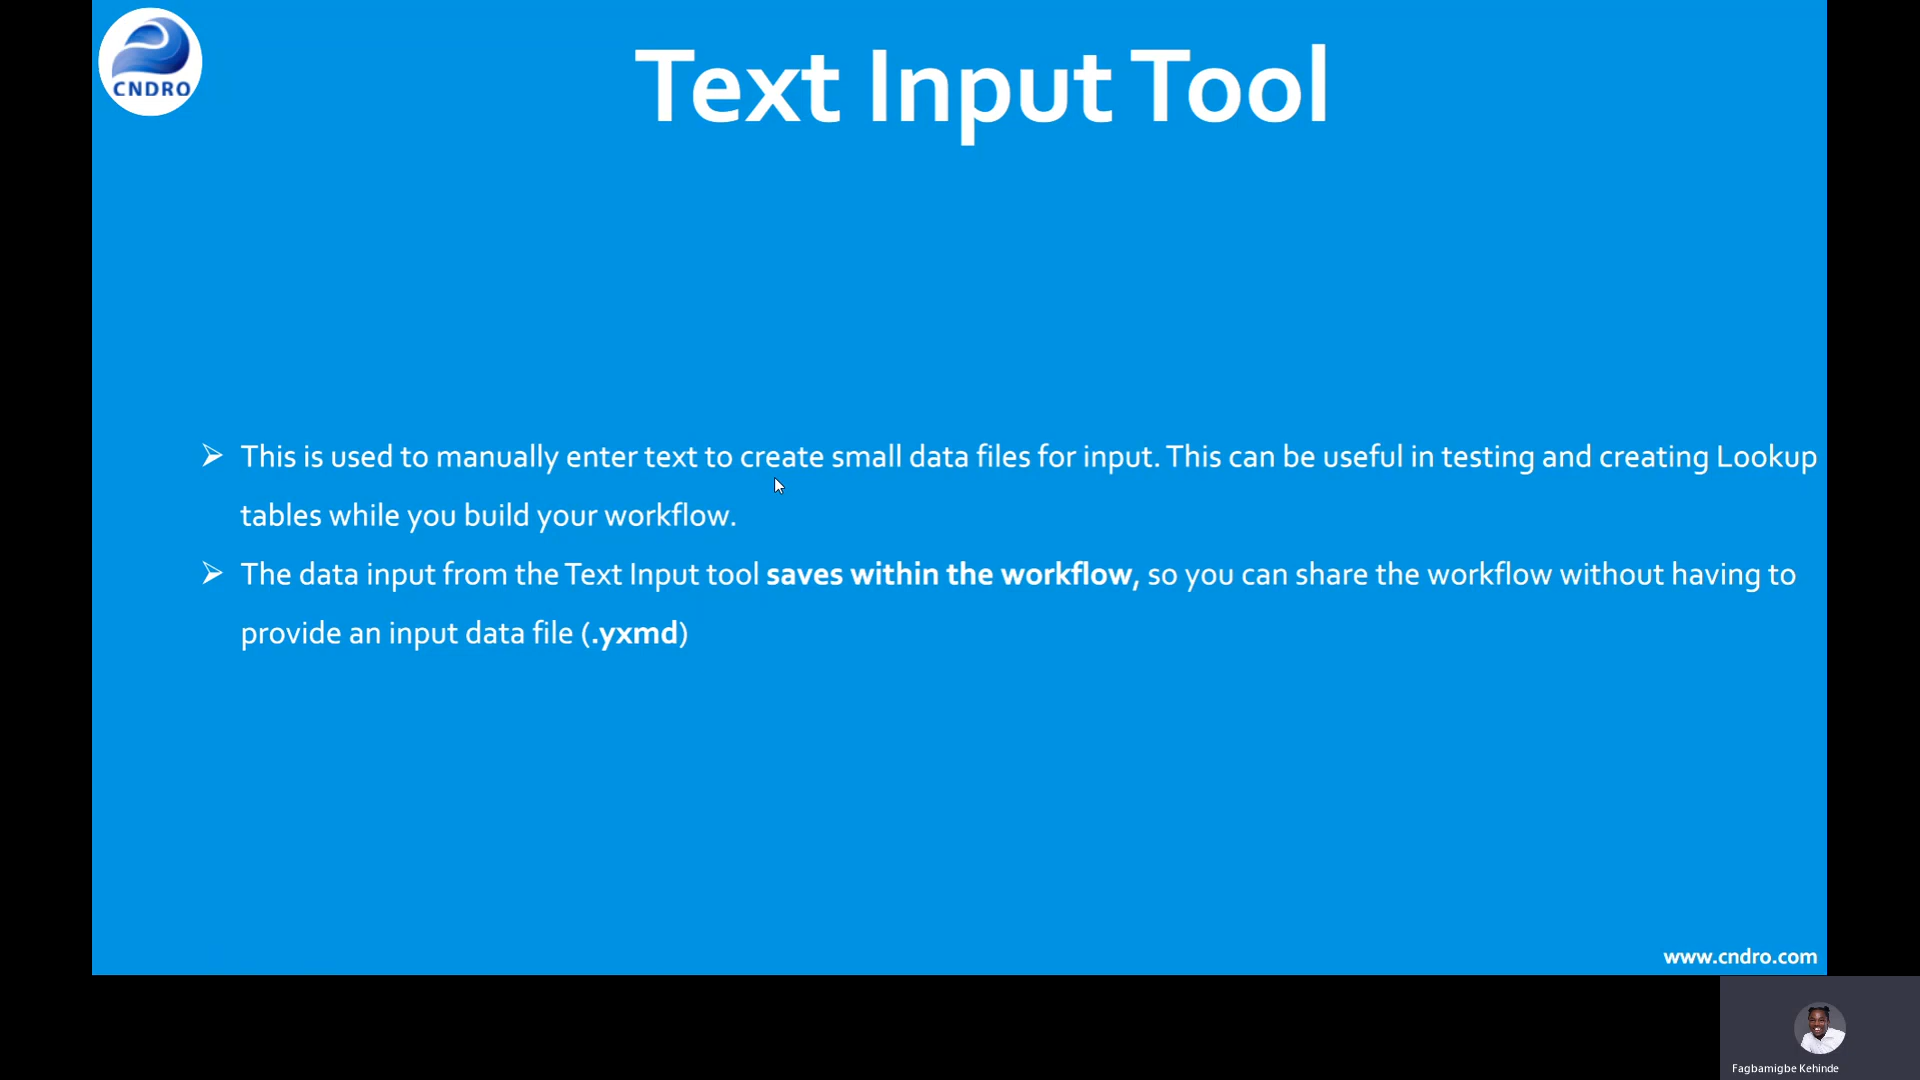 CNDRO
Text Input Tool
This is used to manually enter text to create small data files for input. This can be useful in testing and creating Lookup
tables while you build your workflow.
The data input from the Text Input tool saves within the workflow, so you can share the workflow without having to
provide an input data file (.yxmd)
www.cndro.com
Fagbamigbe Kehinde